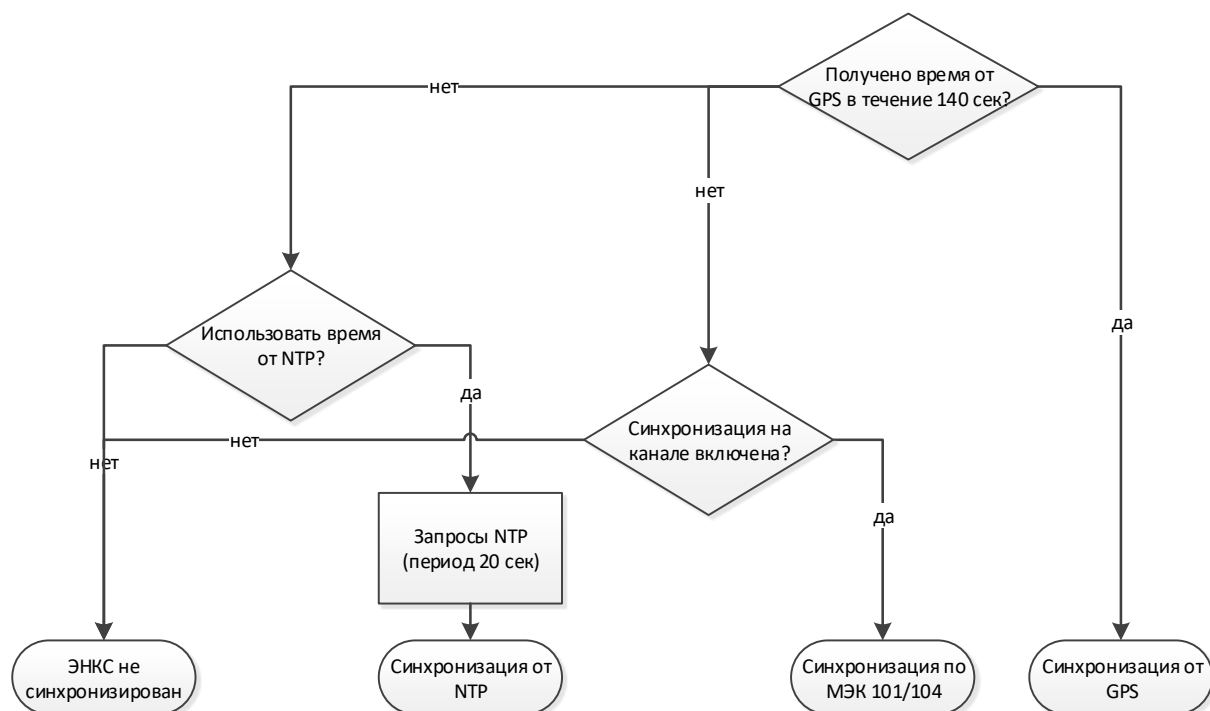 Получено время от
GPS в течение 140 сек?
нет
нет
да
Использовать время
от NTP?
да
нет
нет
Синхронизация на
канале включена?
да
Запросы NTP
(период 20 сек)
ЭНКС не
синхронизирован
Синхронизация от
NTP
Синхронизация по
МЭК 101/104
Синхронизация от
GPS